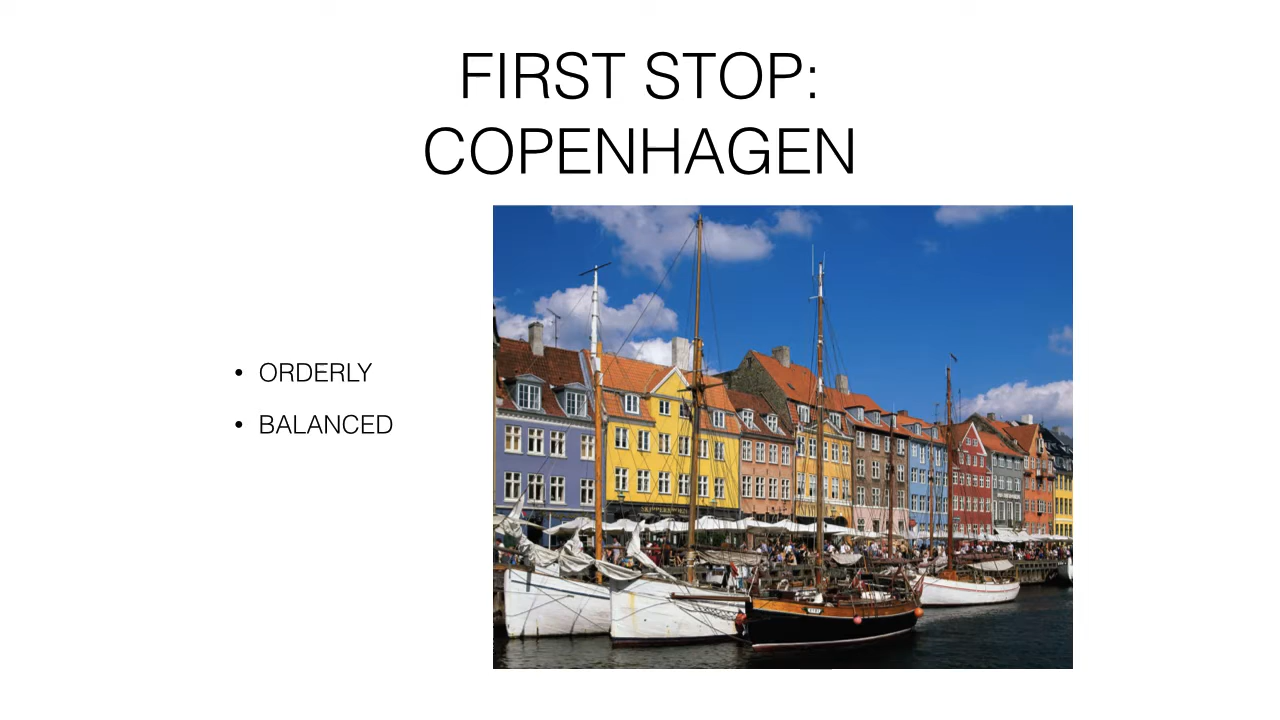 FIRST STOP:
COPENHAGEN
• ORDERLY
• BALANCED